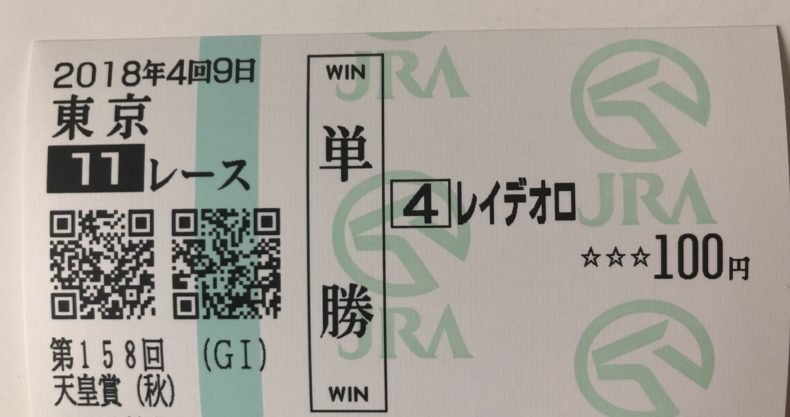 2018年4回9日
東京
11レース
第158回 (GI)
天皇賞(秋)
WIN
単勝
WIN
4レイデオロ
☆☆☆100円
JRA
JRA
JRA